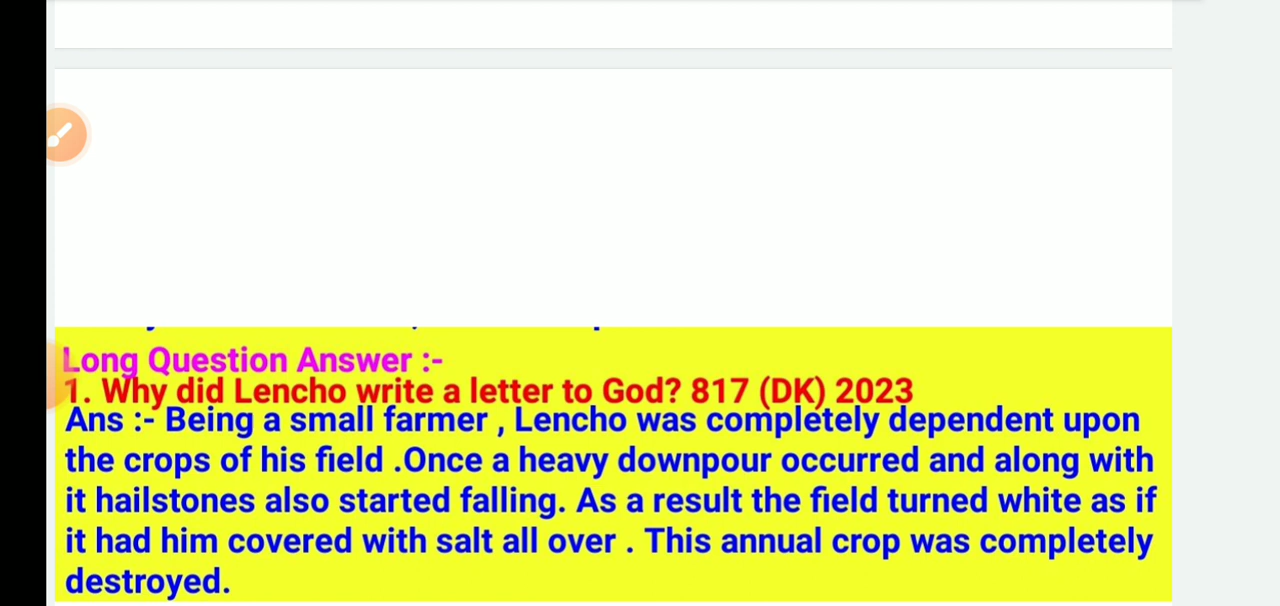 Long Question Answer :-
1. Why did Lencho write a letter to God? 817 (DK) 2023
Ans :- Being a small farmer , Lencho was completely dependent upon
the crops of his field .Once a heavy downpour occurred and along with
it hailstones also started falling. As a result the field turned white as if
it had him covered with salt all over . This annual crop was completely
destroyed.